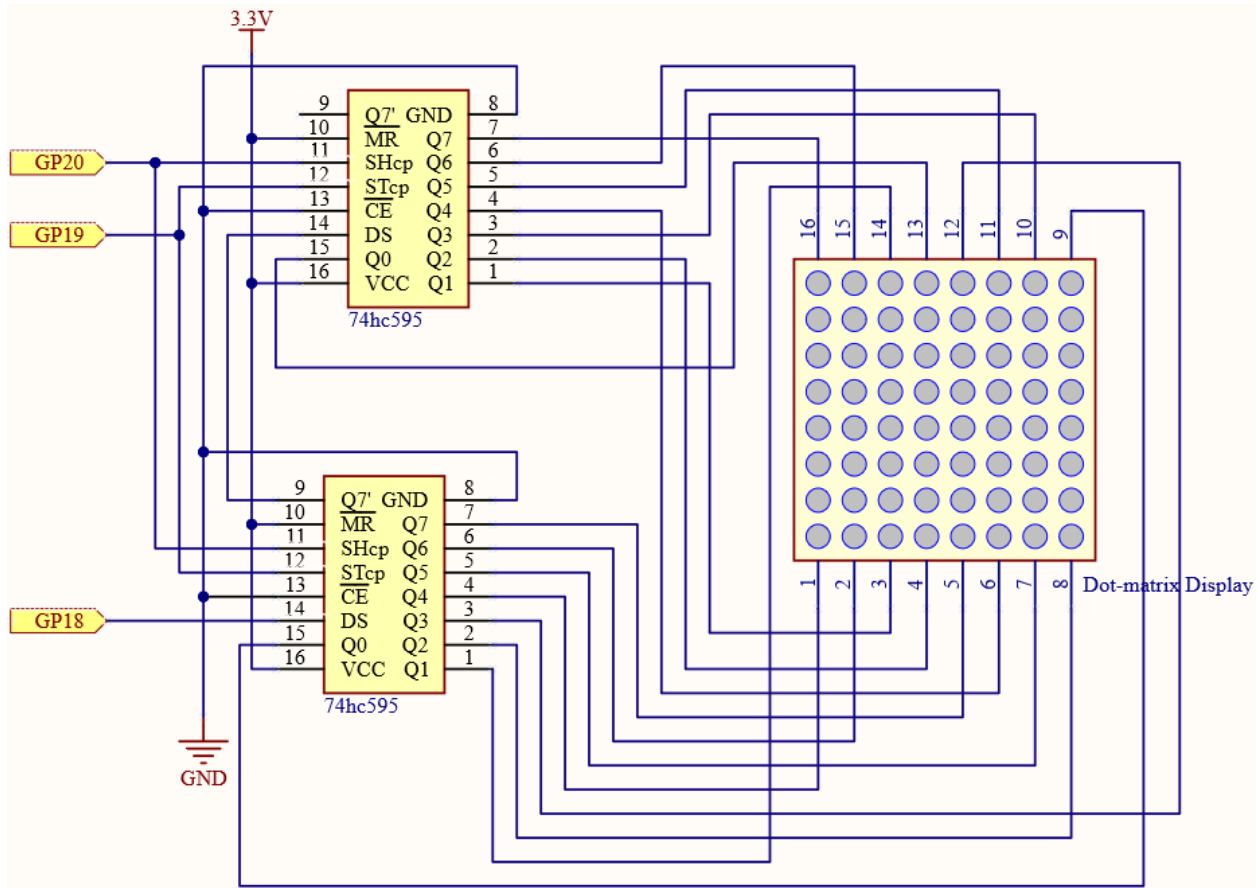 3.3V
9 Q7' GND 8
10 MR Q7 7
GP20 11 SHcp Q6 6
12 STcp Q5 5
13 CE Q4 4
GP19 14 DS Q3 3
15 Q0 Q2 2
16 VCC Q1 1
74hc595
16 15 14 13 12 11 10 9
9 Q7' GND 8
10 MR Q7 7
11 SHcp Q6 6
12 STcp Q5 5
13 CE Q4 4
GP18 14 DS Q3 3
15 Q0 Q2 2
16 VCC Q1 1
74hc595
1 2 3 4 5 6 7 8 Dot-matrix Display
GND